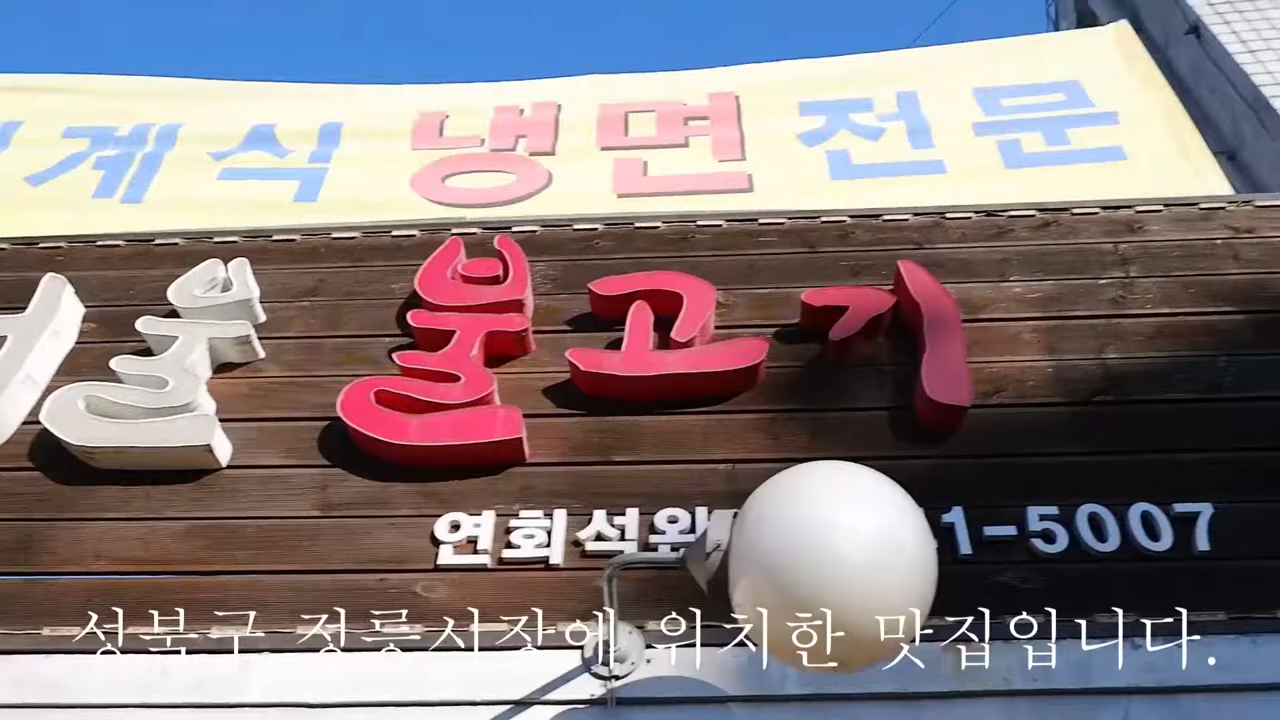 계식 냉면 전문
불고기
연회석완
1-5007
성북구 정릉시장에 위치한 맛집입니다.